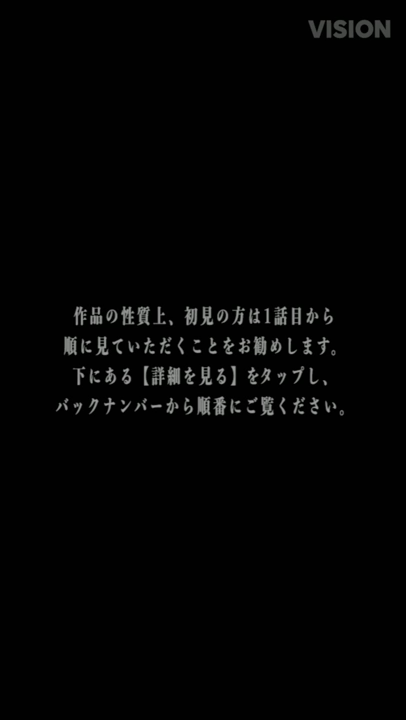 VISION
作品の性質上、初見の方は1話目から
順に見ていただくことをお勧めします。
下にある【詳細を見る】をタップし、
バックナンバーから順番にご覧ください。